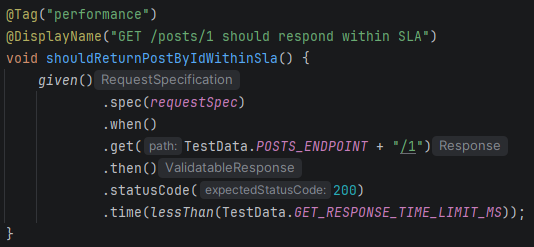 @Tag("performance")
@DisplayName("GET /posts/1 should respond within SLA")
void shouldReturnPostByIdWithinSla() {
given() RequestSpecification
.spec(requestSpec)
.when()
.get( path: TestData.POSTS_ENDPOINT + "/1") Response
.then() ValidatableResponse
.statusCode( expectedStatusCode: 200)
.time(lessThan(TestData.GET_RESPONSE_TIME_LIMIT_MS));
}